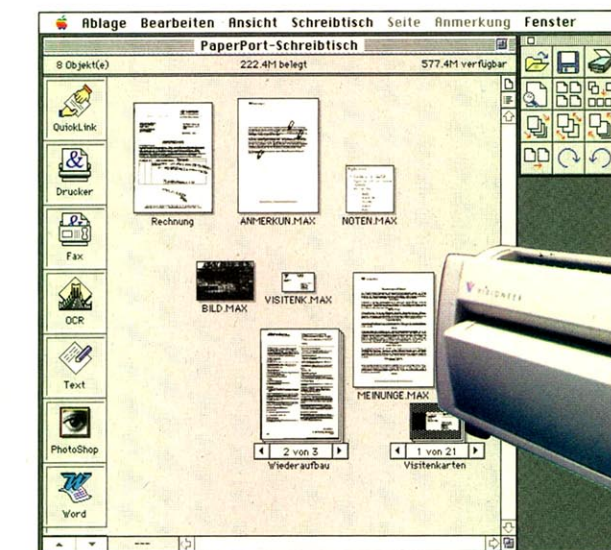 Ablage Bearbeiten Ansicht Schreibtisch Seite Anmerkung Fenster
PaperPort-Schreibtisch
8 Objekt(e) 222.4M belegt 577.4M verfügbar
QuickLink
Drucker
Fax
OCR
Text
PhotoShop
Word
Rechnung ANMERKUN.MAX NOTEN.MAX
BILD.MAX VISITENK.MAX
MEINUNGE.MAX
2 von 3 1 von 21
Wiederaufbau Visitenkarten
VISIONEER